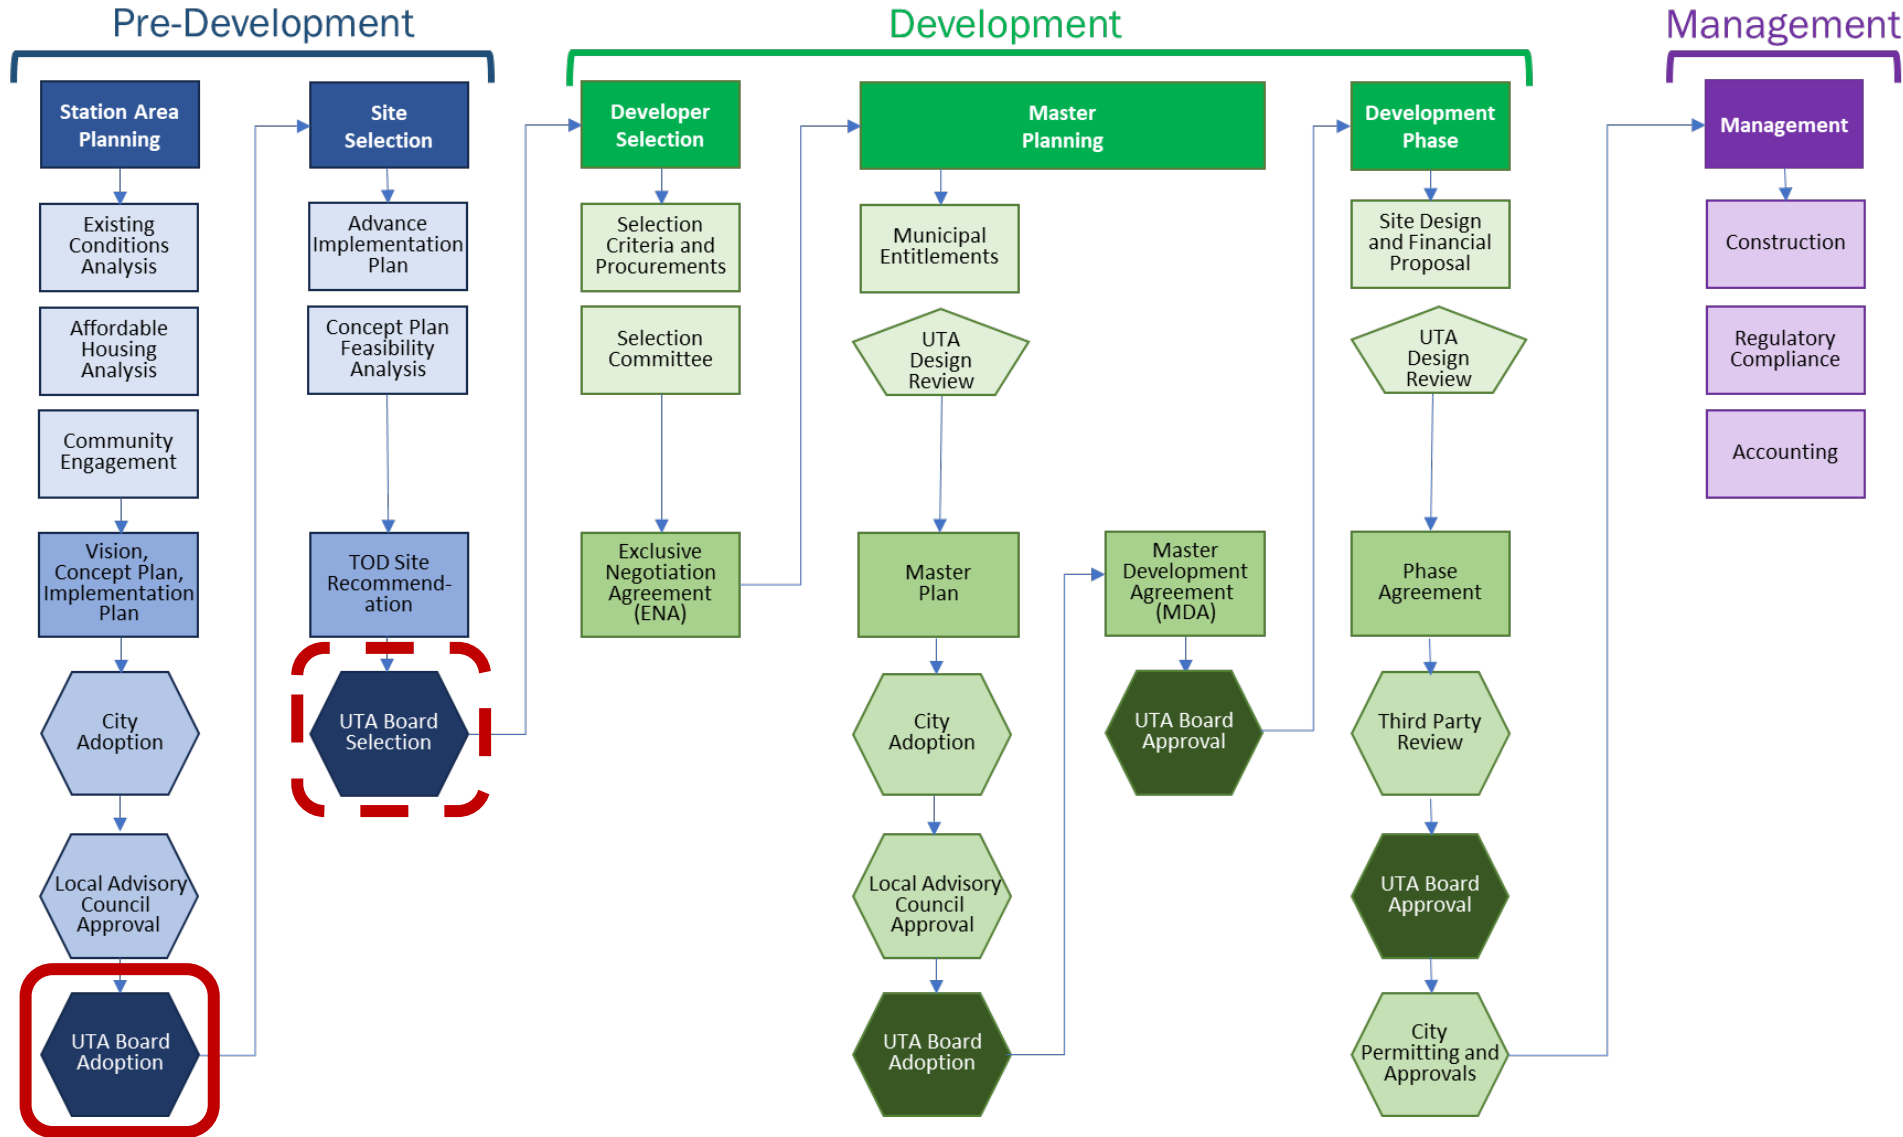 Pre-Development
Development
Management
Station Area
Planning
Existing
Conditions
Analysis
Affordable
Housing
Analysis
Community
Engagement
Vision,
Concept Plan,
Implementation
Plan
City
Adoption
Local Advisory
Council
Approval
UTA Board
Adoption
Site
Selection
Advance
Implementation
Plan
Concept Plan
Feasibility
Analysis
TOD Site
Recommend-
ation
UTA Board
Selection
Developer
Selection
Selection
Criteria and
Procurements
Selection
Committee
Exclusive
Negotiation
Agreement
(ENA)
Master
Planning
Municipal
Entitlements
UTA
Design
Review
Master
Plan
City
Adoption
Local Advisory
Council
Approval
UTA Board
Adoption
Master
Development
Agreement
(MDA)
UTA Board
Approval
Development
Phase
Site Design
and Financial
Proposal
UTA
Design
Review
Phase
Agreement
Third Party
Review
UTA Board
Approval
City
Permitting and
Approvals
Management
Construction
Regulatory
Compliance
Accounting